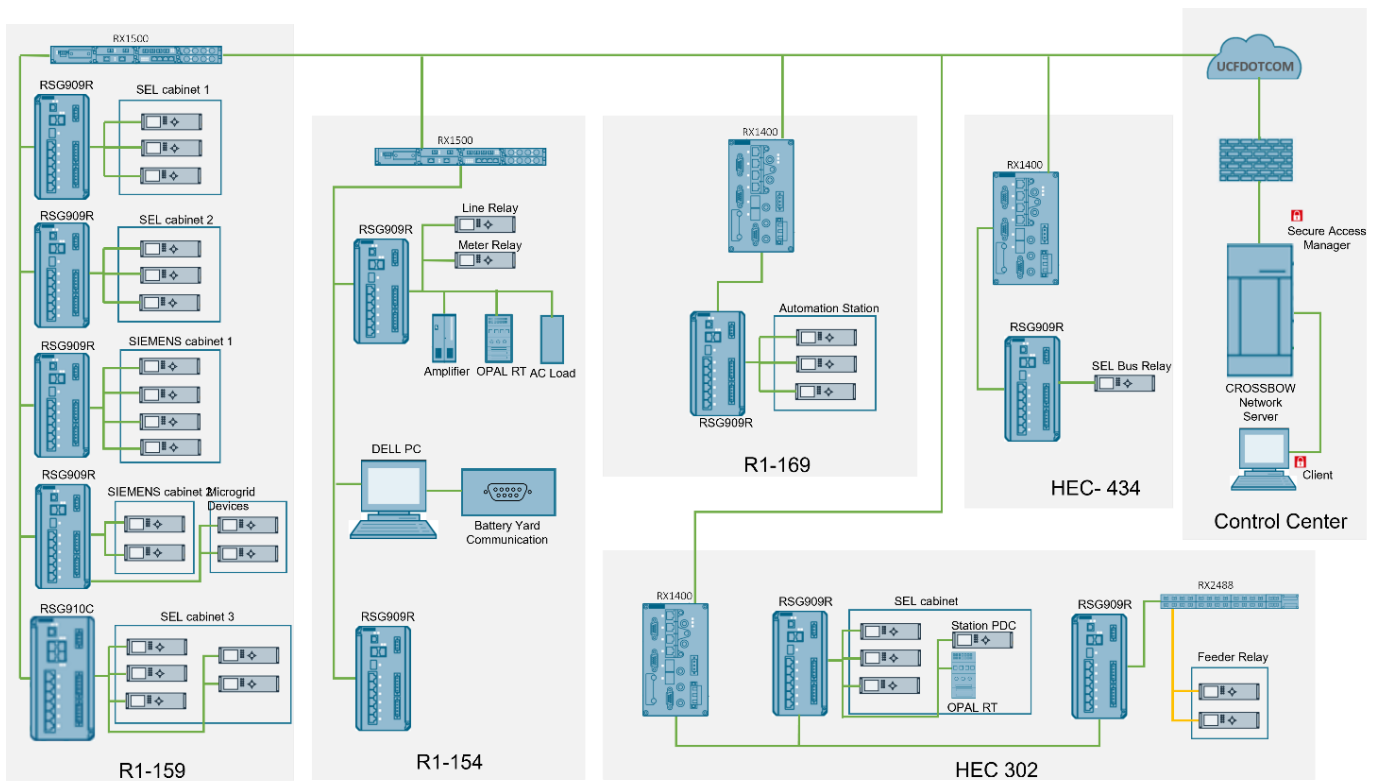 RX1500
RSG909R
SEL cabinet 1
RSG909R
SEL cabinet 2
RSG909R
SIEMENS cabinet 1
RSG909R
SIEMENS cabinet 2
Microgrid
Devices
RSG910C
SEL cabinet 3
R1-159
RX1500
RSG909R
Line Relay
Meter Relay
Amplifier
OPAL RT
AC Load
DELL PC
Battery Yard
Communication
RSG909R
R1-154
RX1400
Automation Station
RSG909R
R1-169
RX1400
RSG909R
SEL Bus Relay
HEC- 434
UCFDOTCOM
Secure Access
Manager
CROSSBOW
Network
Server
Client
Control Center
RX1400
RSG909R
SEL cabinet
Station PDC
OPAL RT
RSG909R
RX2488
Feeder Relay
HEC 302